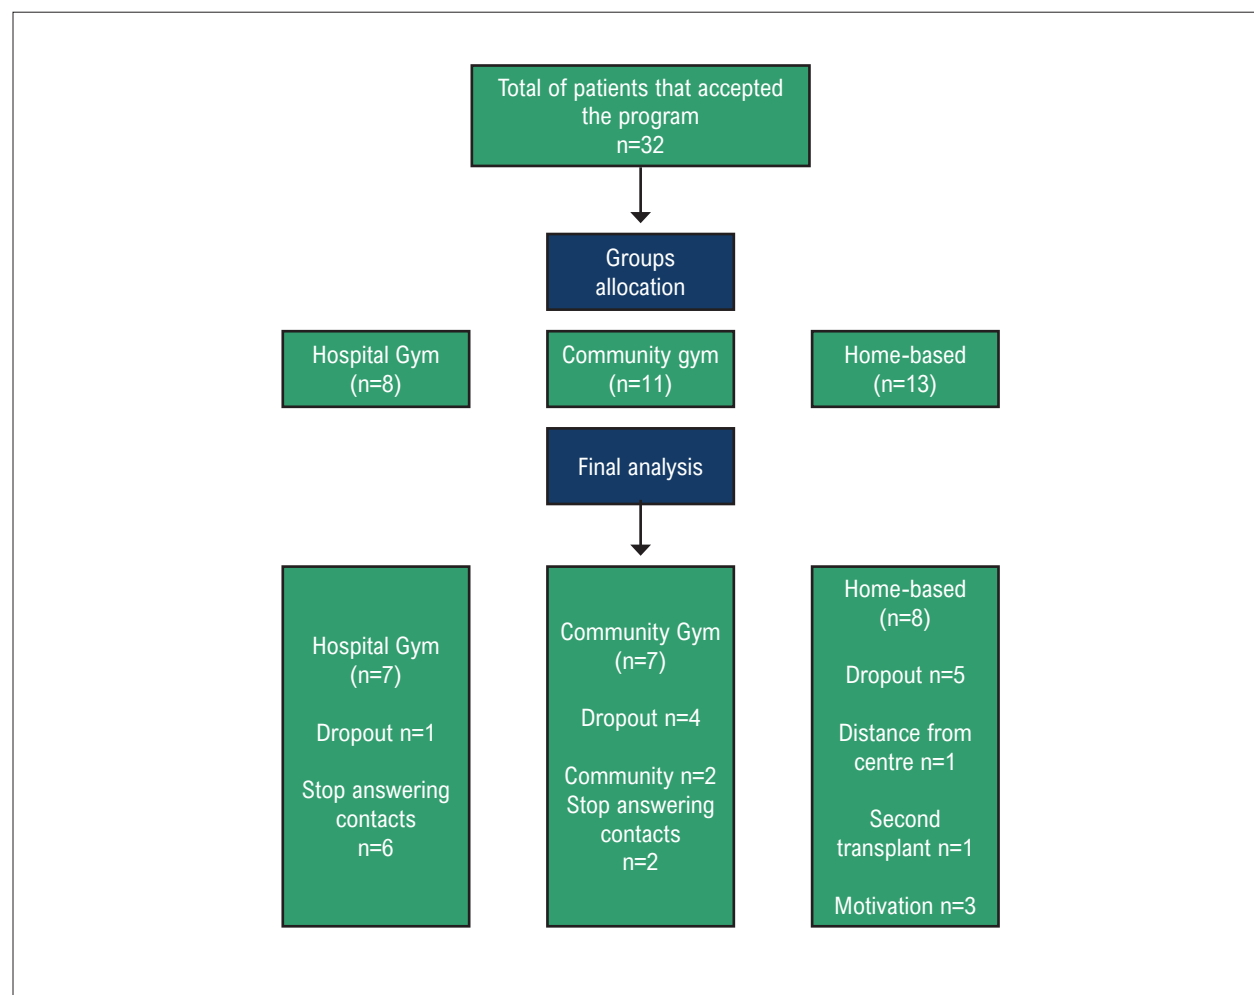 Total of patients that accepted
the program
n=32
Groups
allocation
Hospital Gym
(n=8)
Community gym
(n=11)
Home-based
(n=13)
Final analysis
Hospital Gym
(n=7)
Dropout n=1
Stop answering
contacts
n=6
Community Gym
(n=7)
Dropout n=4
Community n=2
Stop answering
contacts
n=2
Home-based
(n=8)
Dropout n=5
Distance from
centre n=1
Second
transplant n=1
Motivation n=3